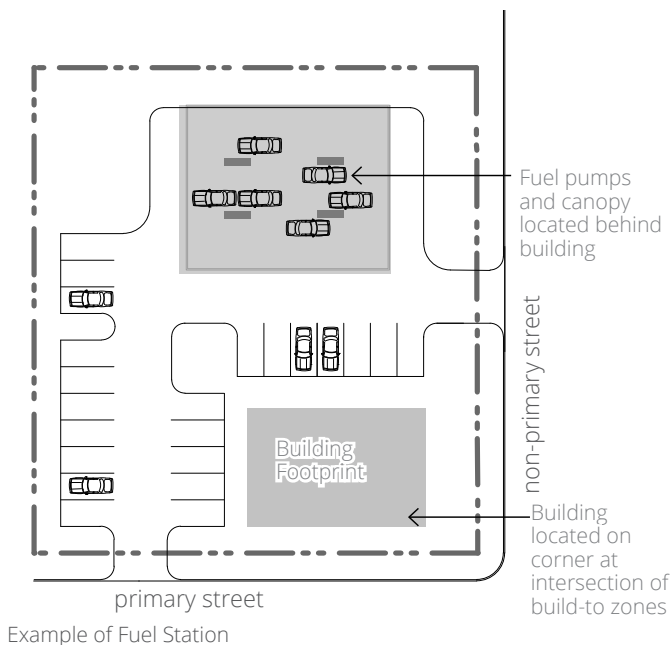 Fuel pumps
and canopy
located behind
building
non-primary street
Building
Footprint
Building
located on
corner at
intersection of
build-to zones
primary street
Example of Fuel Station